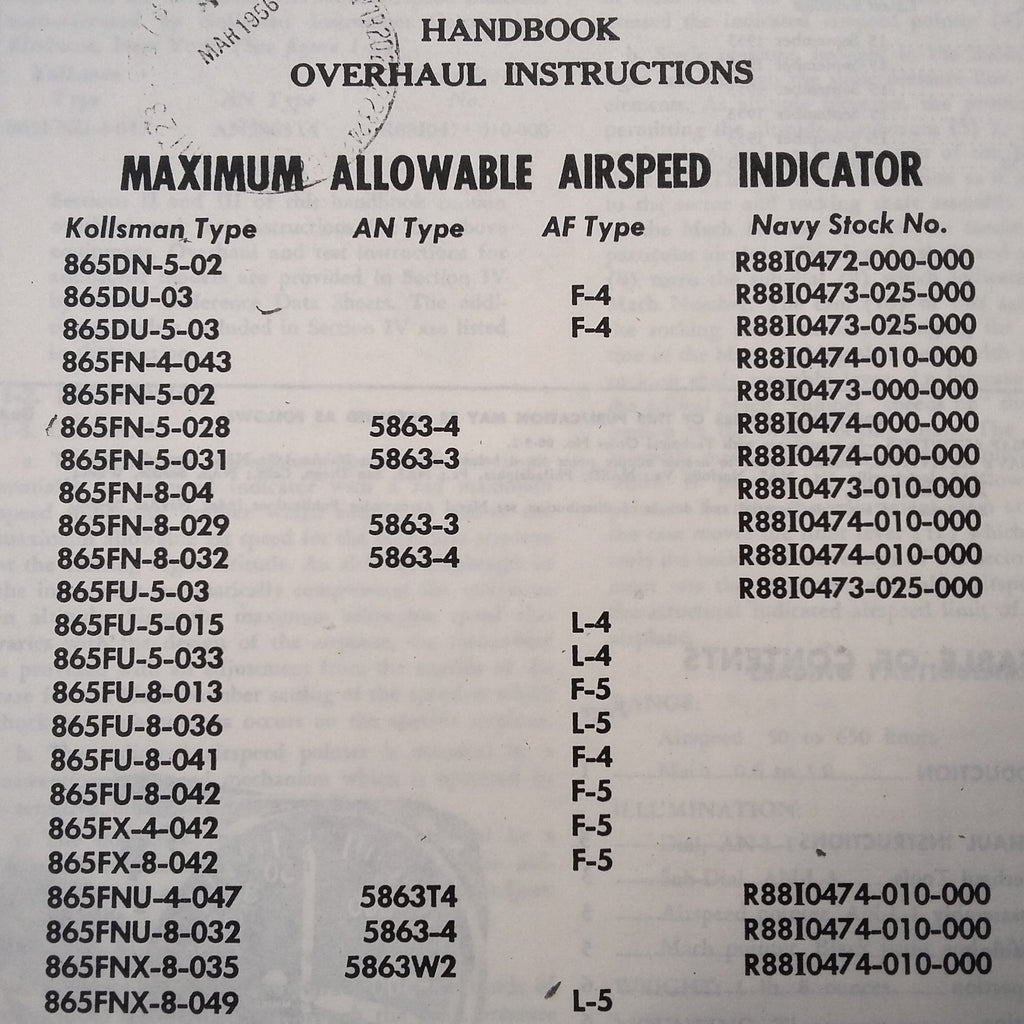 MAR 1956
HANDBOOK
OVERHAUL INSTRUCTIONS
MAXIMUM ALLOWABLE AIRSPEED INDICATOR
Kollsman Type AN Type AF Type Navy Stock No.
865DN-5-02 R88I0472-000-000
865DU-03 F-4 R88I0473-025-000
865DU-5-03 F-4 R88I0473-025-000
865FN-4-043 R88I0474-010-000
865FN-5-02 R88I0473-000-000
865FN-5-028 5863-4 R88I0474-000-000
865FN-5-031 5863-3 R88I0474-000-000
865FN-8-04 R88I0473-010-000
865FN-8-029 5863-3 R88I0474-010-000
865FN-8-032 5863-4 R88I0474-010-000
865FU-5-03 R88I0473-025-000
865FU-5-015 L-4
865FU-5-033 L-4
865FU-8-013 F-5
865FU-8-036 L-5
865FU-8-041 F-4
865FU-8-042 F-5
865FX-4-042 F-5
865FX-8-042 F-5
865FNU-4-047 5863T4 R88I0474-010-000
865FNU-8-032 5863-4 R88I0474-010-000
865FNX-8-035 5863W2 R88I0474-010-000
865FNX-8-049 L-5